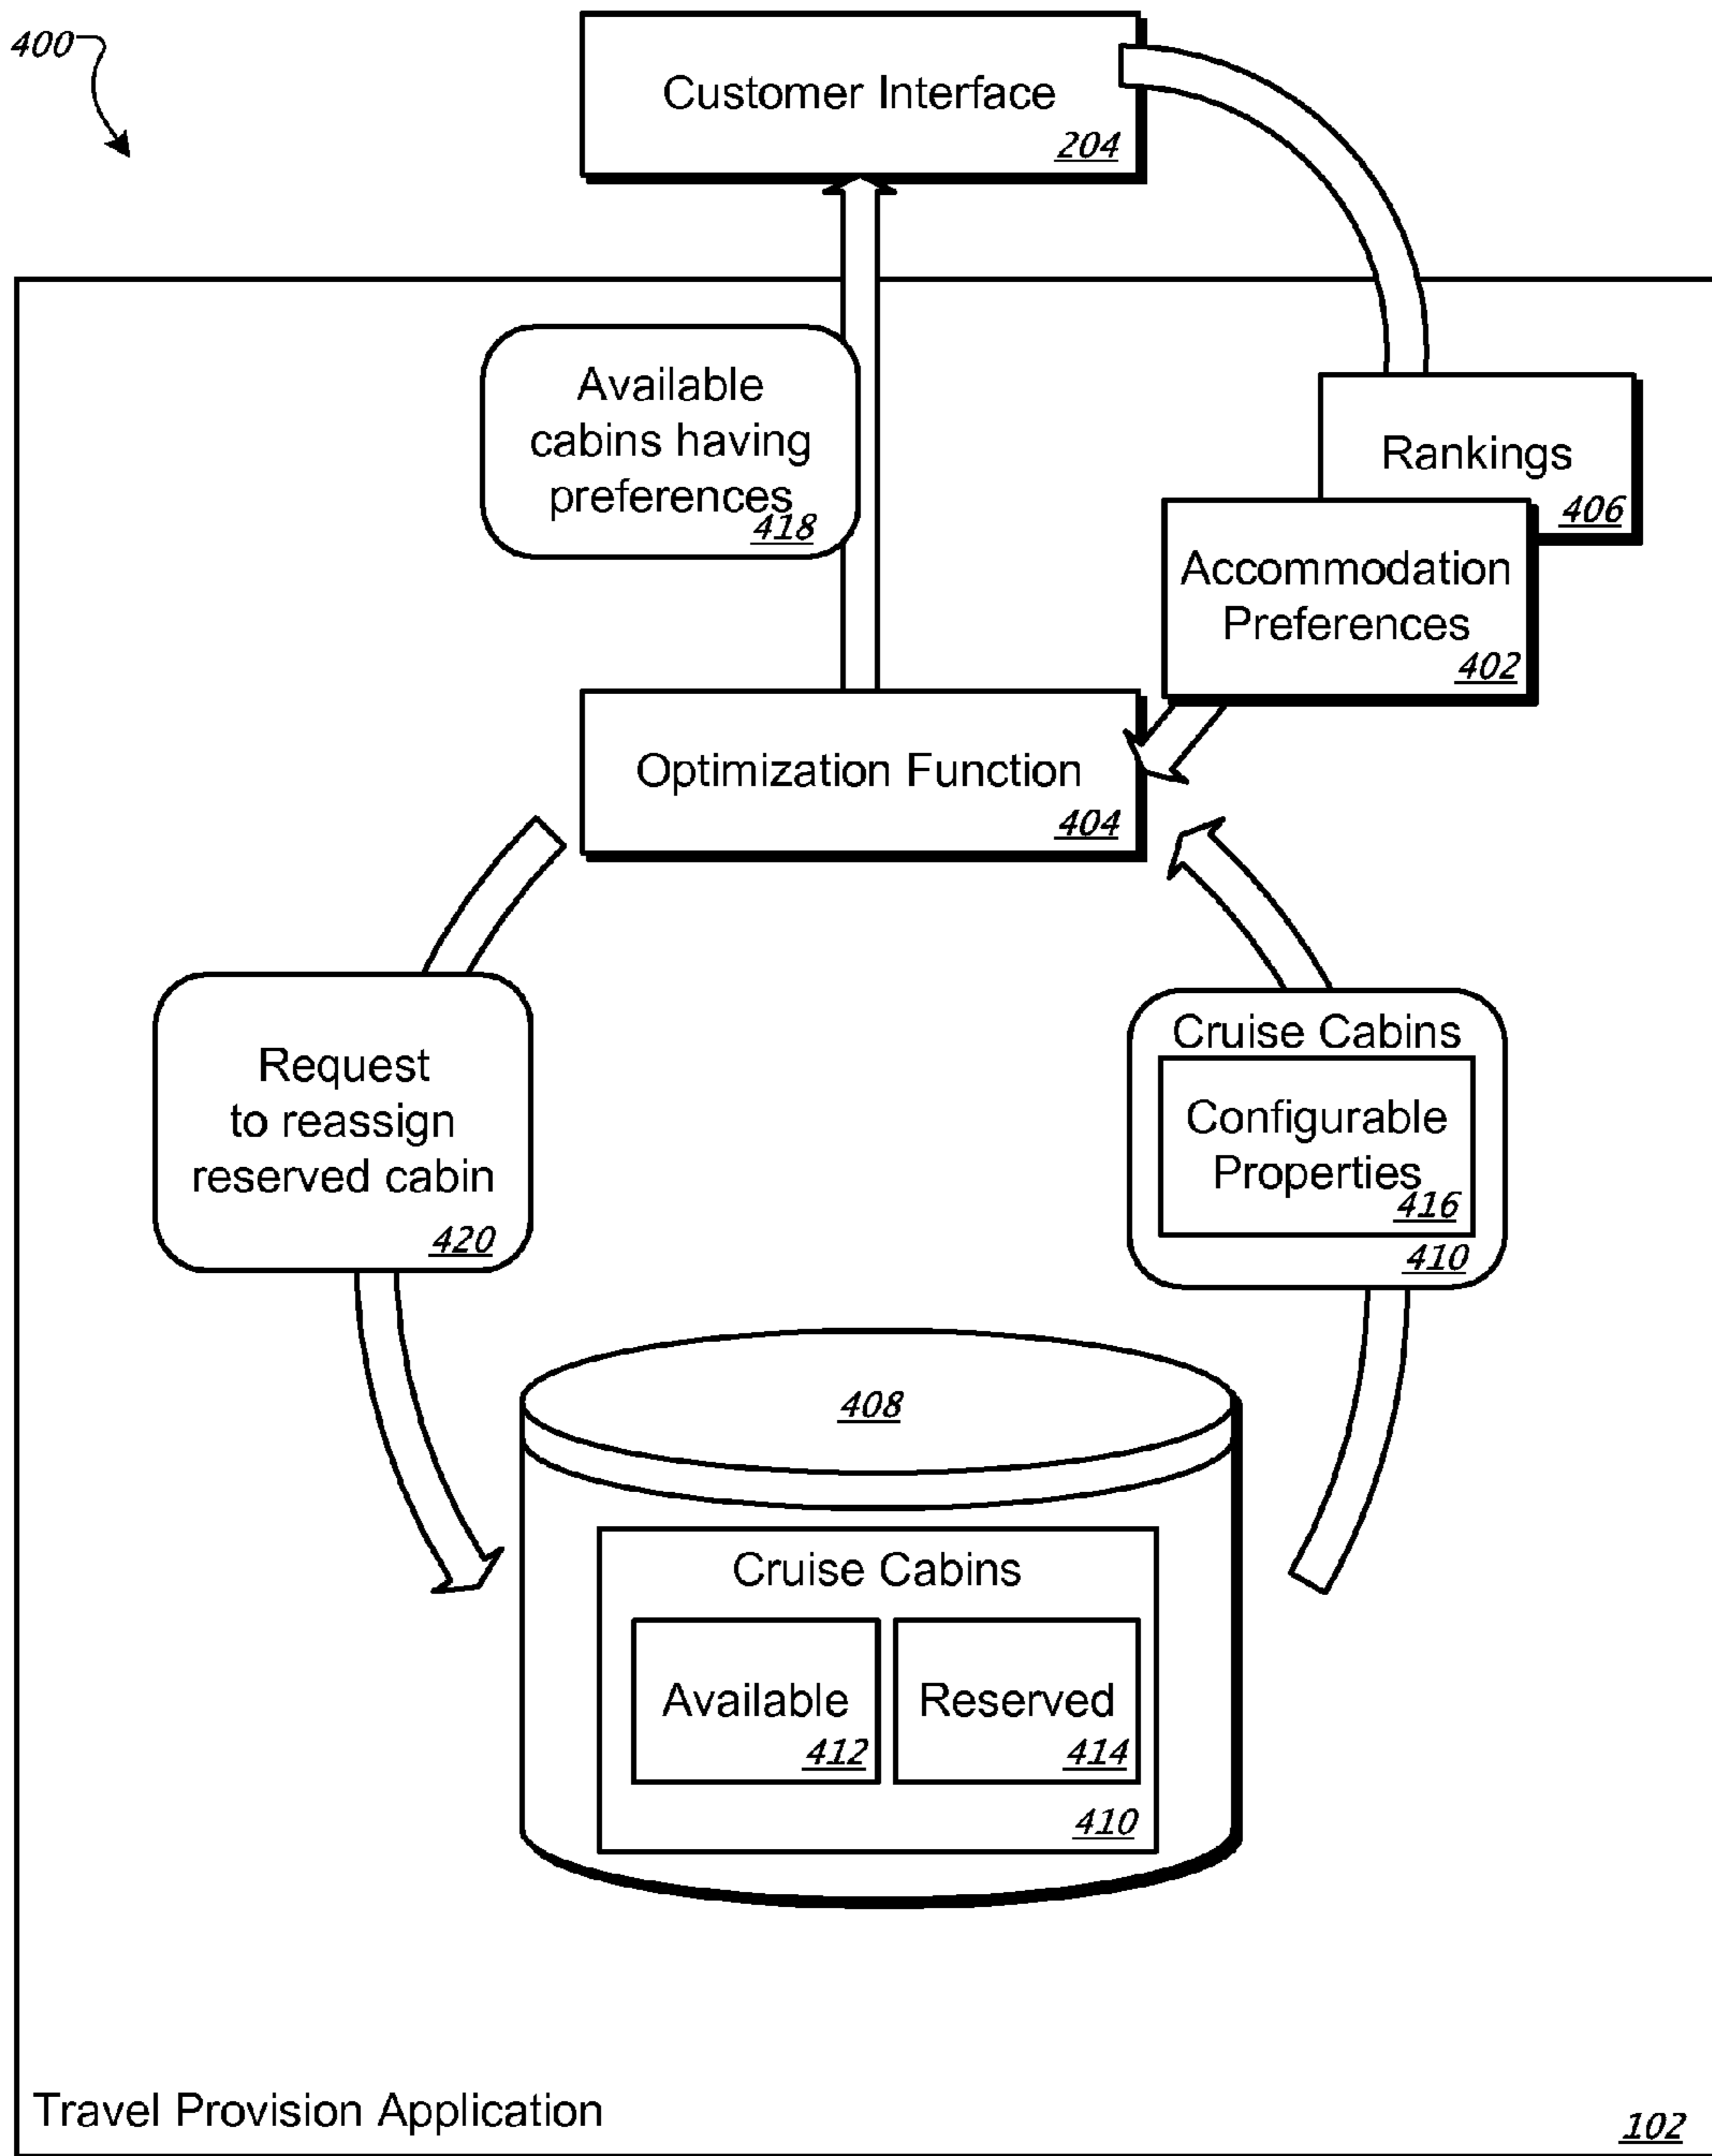 400
Customer Interface
204
Available
cabins having
preferences
418
Rankings
406
Accommodation
Preferences
402
Optimization Function
404
Request
to reassign
reserved cabin
420
Cruise Cabins
Configurable
Properties
416
410
408
Cruise Cabins
Available
412
Reserved
414
410
Travel Provision Application
102